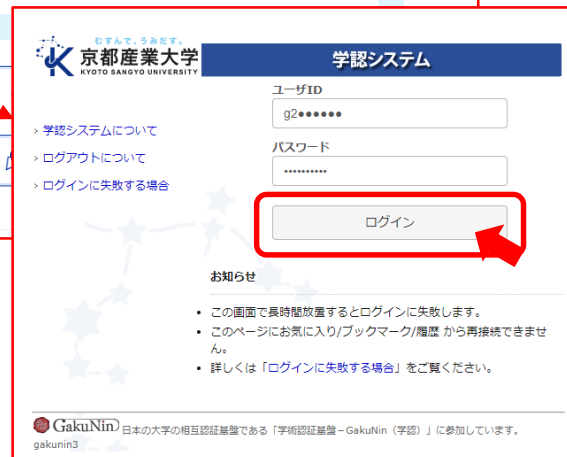 むすんで、うみだす。
京都産業大学
KYOTO SANGYO UNIVERSITY
学認システム
› 学認システムについて
› ログアウトについて
› ログインに失敗する場合
ユーザID
g2●●●●●●
パスワード
••••••••••
ログイン
お知らせ
• この画面で長時間放置するとログインに失敗します。
• このページにお気に入り/ブックマーク/履歴 から再接続できませ
ん。
• 詳しくは「ログインに失敗する場合」をご覧ください。
GakuNin 日本の大学の相互認証基盤である「学術認証基盤－GakuNin（学認）」に参加しています。
gakunin3